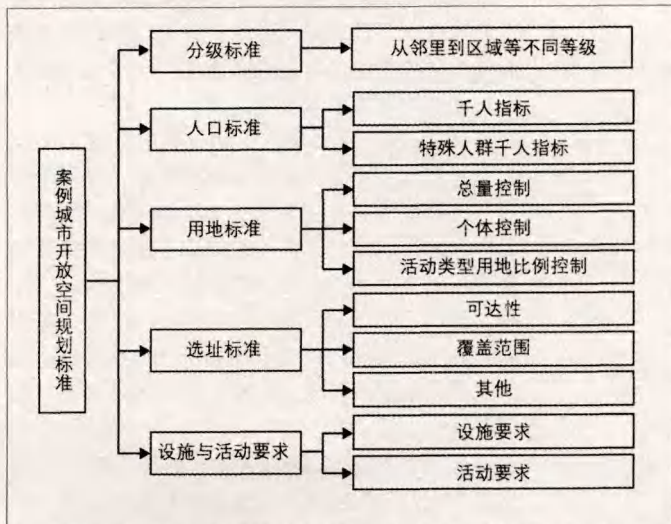 案例城市开放空间规划标准
分级标准
从邻里到区域等不同等级
人口标准
千人指标
特殊人群千人指标
用地标准
总量控制
个体控制
活动类型用地比例控制
选址标准
可达性
覆盖范围
其他
设施与活动要求
设施要求
活动要求